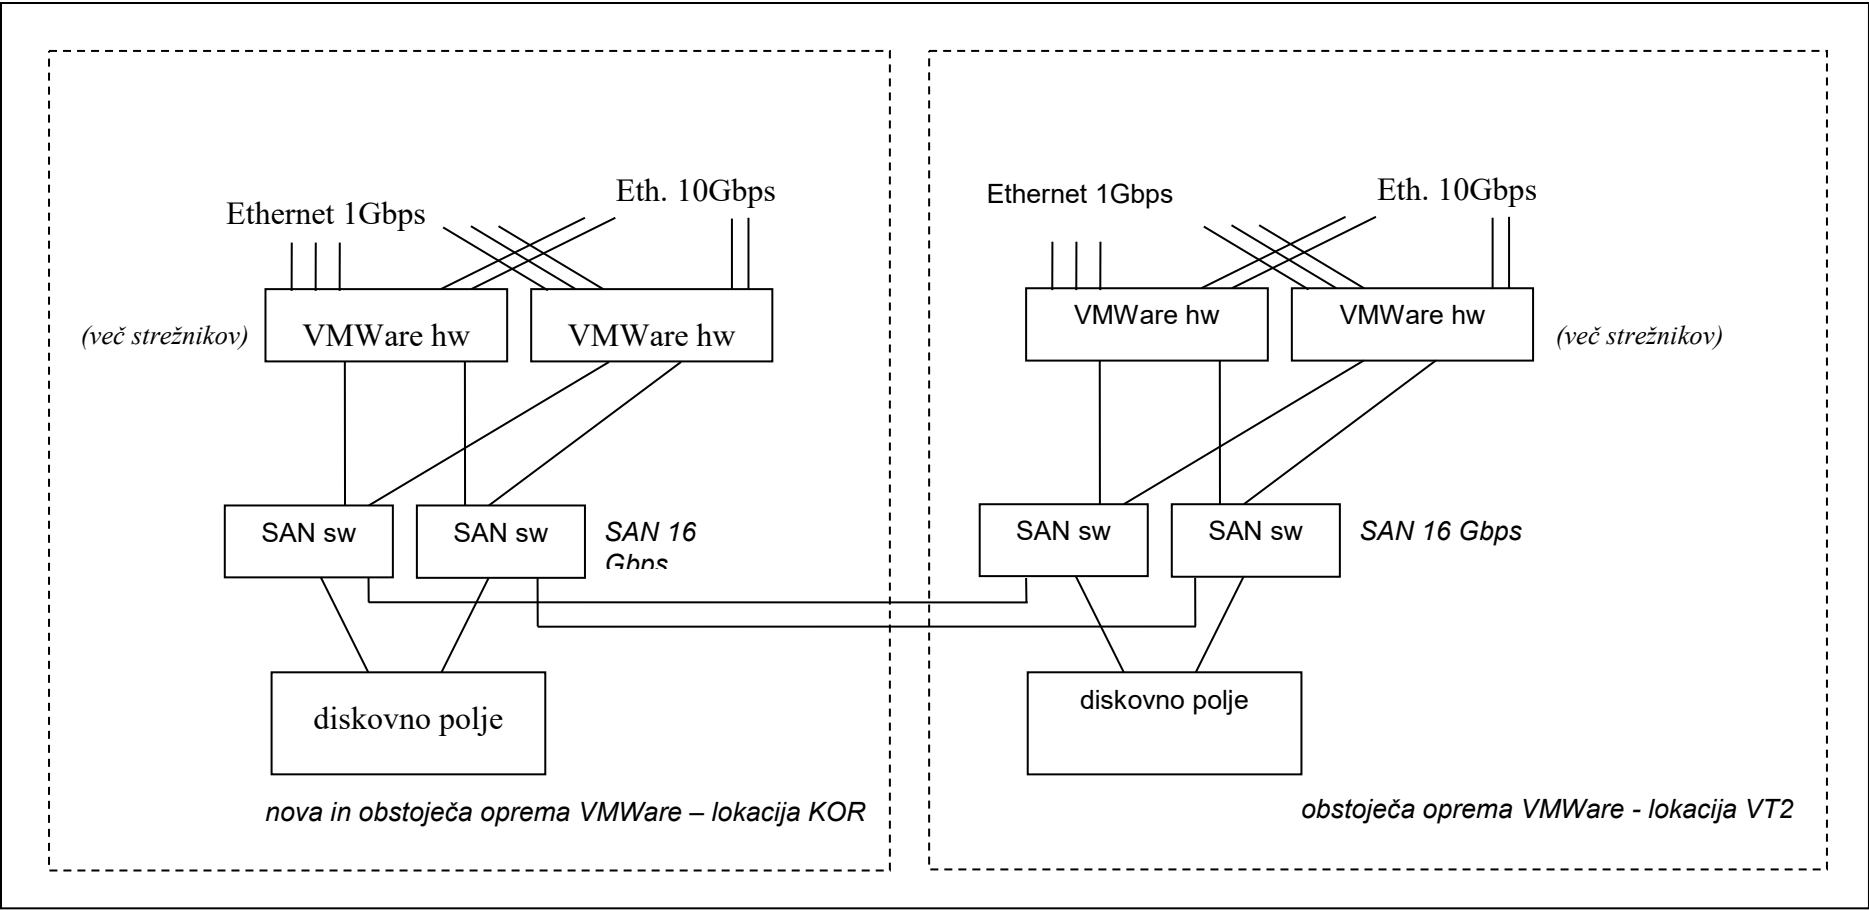 Ethernet 1Gbps
Eth. 10Gbps
(več strežnikov)
VMWare hw
VMWare hw
SAN sw
SAN sw
SAN 16
Gbps
diskovno polje
nova in obstoječa oprema VMWare – lokacija KOR
Ethernet 1Gbps
Eth. 10Gbps
VMWare hw
VMWare hw
(več strežnikov)
SAN sw
SAN sw
SAN 16 Gbps
diskovno polje
obstoječa oprema VMWare - lokacija VT2